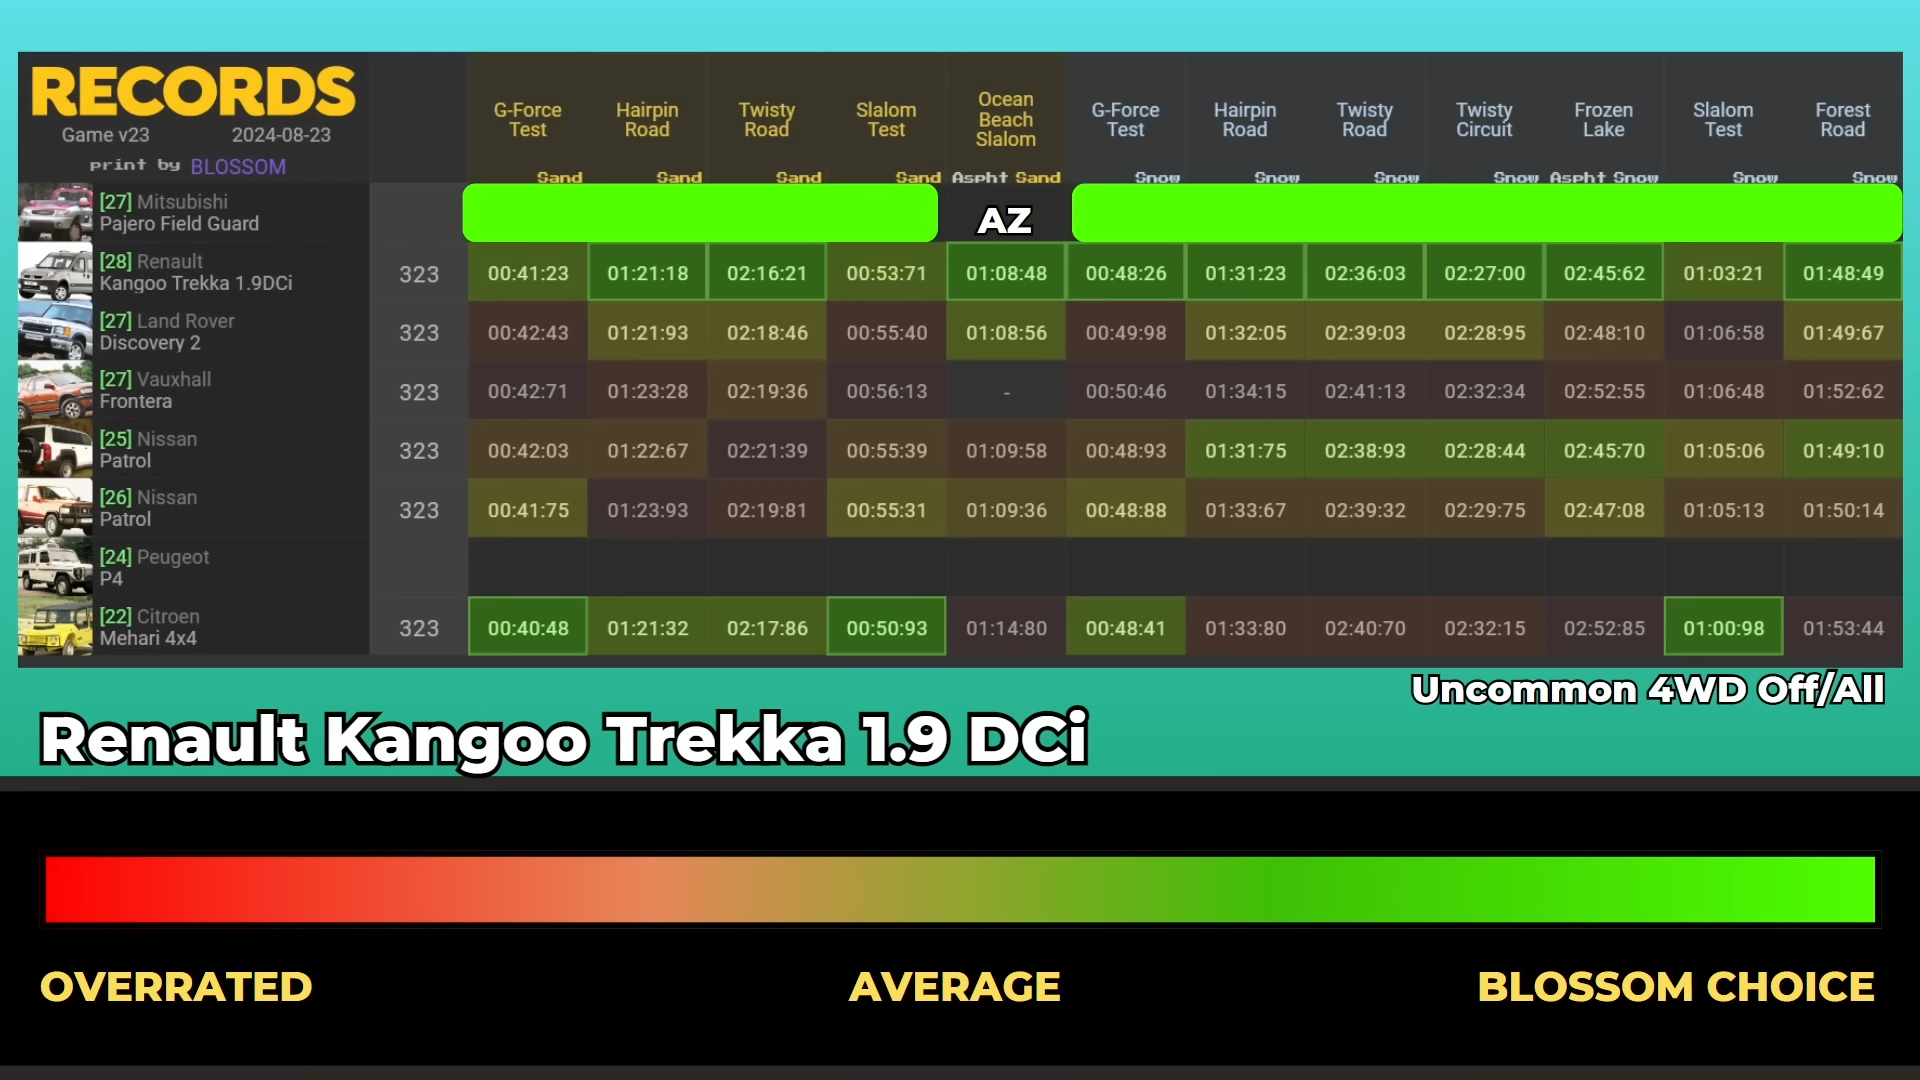 RECORDS
Game v23 2024-08-23
print by BLOSSOM
G-Force Test Sand
Hairpin Road Sand
Twisty Road Sand
Slalom Test Sand
Ocean Beach Slalom Aspht Sand
G-Force Test Snow
Hairpin Road Snow
Twisty Road Snow
Twisty Circuit Snow
Frozen Lake Aspht Snow
Slalom Test Snow
Forest Road Snow
[27] Mitsubishi
Pajero Field Guard
AZ
[28] Renault
Kangoo Trekka 1.9DCi
323 00:41:23 01:21:18 02:16:21 00:53:71 01:08:48 00:48:26 01:31:23 02:36:03 02:27:00 02:45:62 01:03:21 01:48:49
[27] Land Rover
Discovery 2
323 00:42:43 01:21:93 02:18:46 00:55:40 01:08:56 00:49:98 01:32:05 02:39:03 02:28:95 02:48:10 01:06:58 01:49:67
[27] Vauxhall
Frontera
323 00:42:71 01:23:28 02:19:36 00:56:13 - 00:50:46 01:34:15 02:41:13 02:32:34 02:52:55 01:06:48 01:52:62
[25] Nissan
Patrol
323 00:42:03 01:22:67 02:21:39 00:55:39 01:09:58 00:48:93 01:31:75 02:38:93 02:28:44 02:45:70 01:05:06 01:49:10
[26] Nissan
Patrol
323 00:41:75 01:23:93 02:19:81 00:55:31 01:09:36 00:48:88 01:33:67 02:39:32 02:29:75 02:47:08 01:05:13 01:50:14
[24] Peugeot
P4
[22] Citroen
Mehari 4x4
323 00:40:48 01:21:32 02:17:86 00:50:93 01:14:80 00:48:41 01:33:80 02:40:70 02:32:15 02:52:85 01:00:98 01:53:44
Uncommon 4WD Off/All
Renault Kangoo Trekka 1.9 DCi
OVERRATED AVERAGE BLOSSOM CHOICE